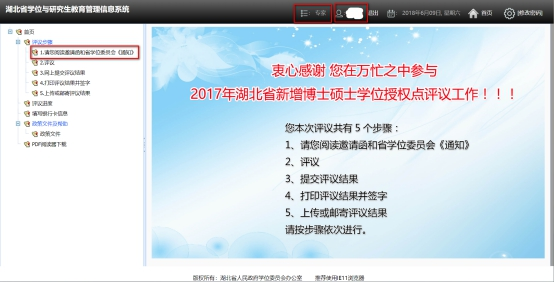 湖北省学位与研究生教育管理信息系统
专家 退出 2018年6月09日, 星期六 首页 [修改密码]
首页
评议步骤
1.请您阅读邀请函和省学位委员会《通知》
2.评议
3.网上提交评议结果
4.打印评议结果并签字
5.上传或邮寄评议结果
评议进度
填写银行卡信息
政策文件及帮助
政策文件
PDF阅读器下载
衷心感谢 您在万忙之中参与
2017年湖北省新增博士硕士学位授权点评议工作！！！
您本次评议共有 5 个步骤：
1、请您阅读邀请函和省学位委员会《通知》
2、评议
3、提交评议结果
4、打印评议结果并签字
5、上传或邮寄评议结果
请按步骤依次进行。
版权所有：湖北省人民政府学位委员会办公室 推荐使用IE11浏览器